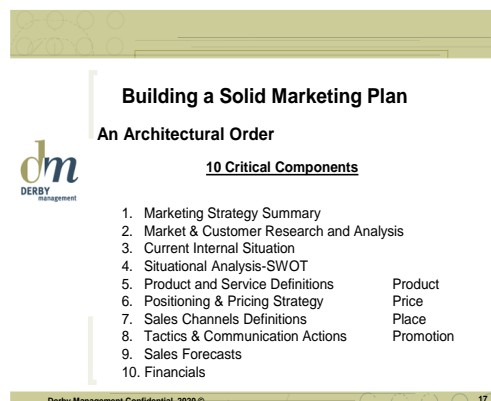 Building a Solid Marketing Plan
An Architectural Order
10 Critical Components
dm
DERBY
management
1. Marketing Strategy Summary
2. Market & Customer Research and Analysis
3. Current Internal Situation
4. Situational Analysis-SWOT
5. Product and Service Definitions Product
6. Positioning & Pricing Strategy Price
7. Sales Channels Definitions Place
8. Tactics & Communication Actions Promotion
9. Sales Forecasts
10. Financials
Derby Management Confidential 2020 © 17